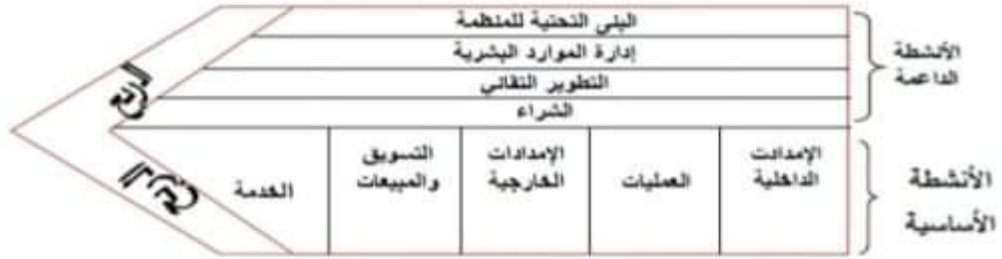 البنى التحتية للمنظمة
إدارة الموارد البشرية
التطوير التقاني
الشراء
الأنشطة
الداعمة
الإمدادت
الداخلية
العمليات
الإمدادات
الخارجية
التسويق
والمبيعات
الخدمة
الأنشطة
الأساسية